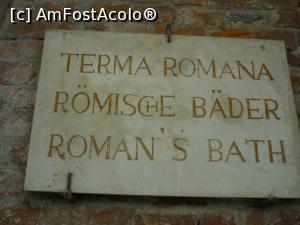 [c] AmFostAcolo®
TERMA ROMANA
RÖMISCHE BÄDER
ROMAN'S BATH